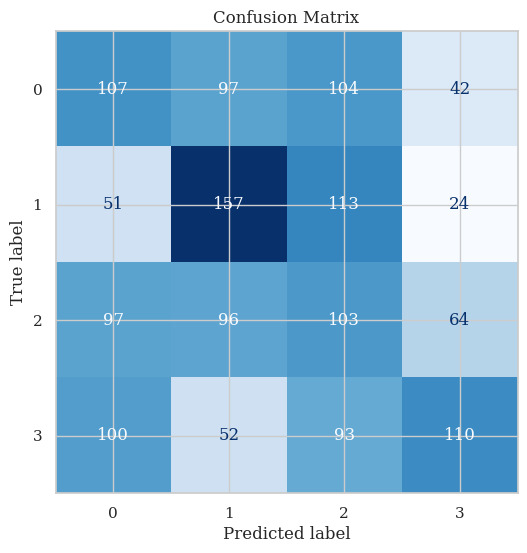 Confusion Matrix
0 107 97 104 42
1 51 157 113 24
True label
2 97 96 103 64
3 100 52 93 110
0 1 2 3
Predicted label